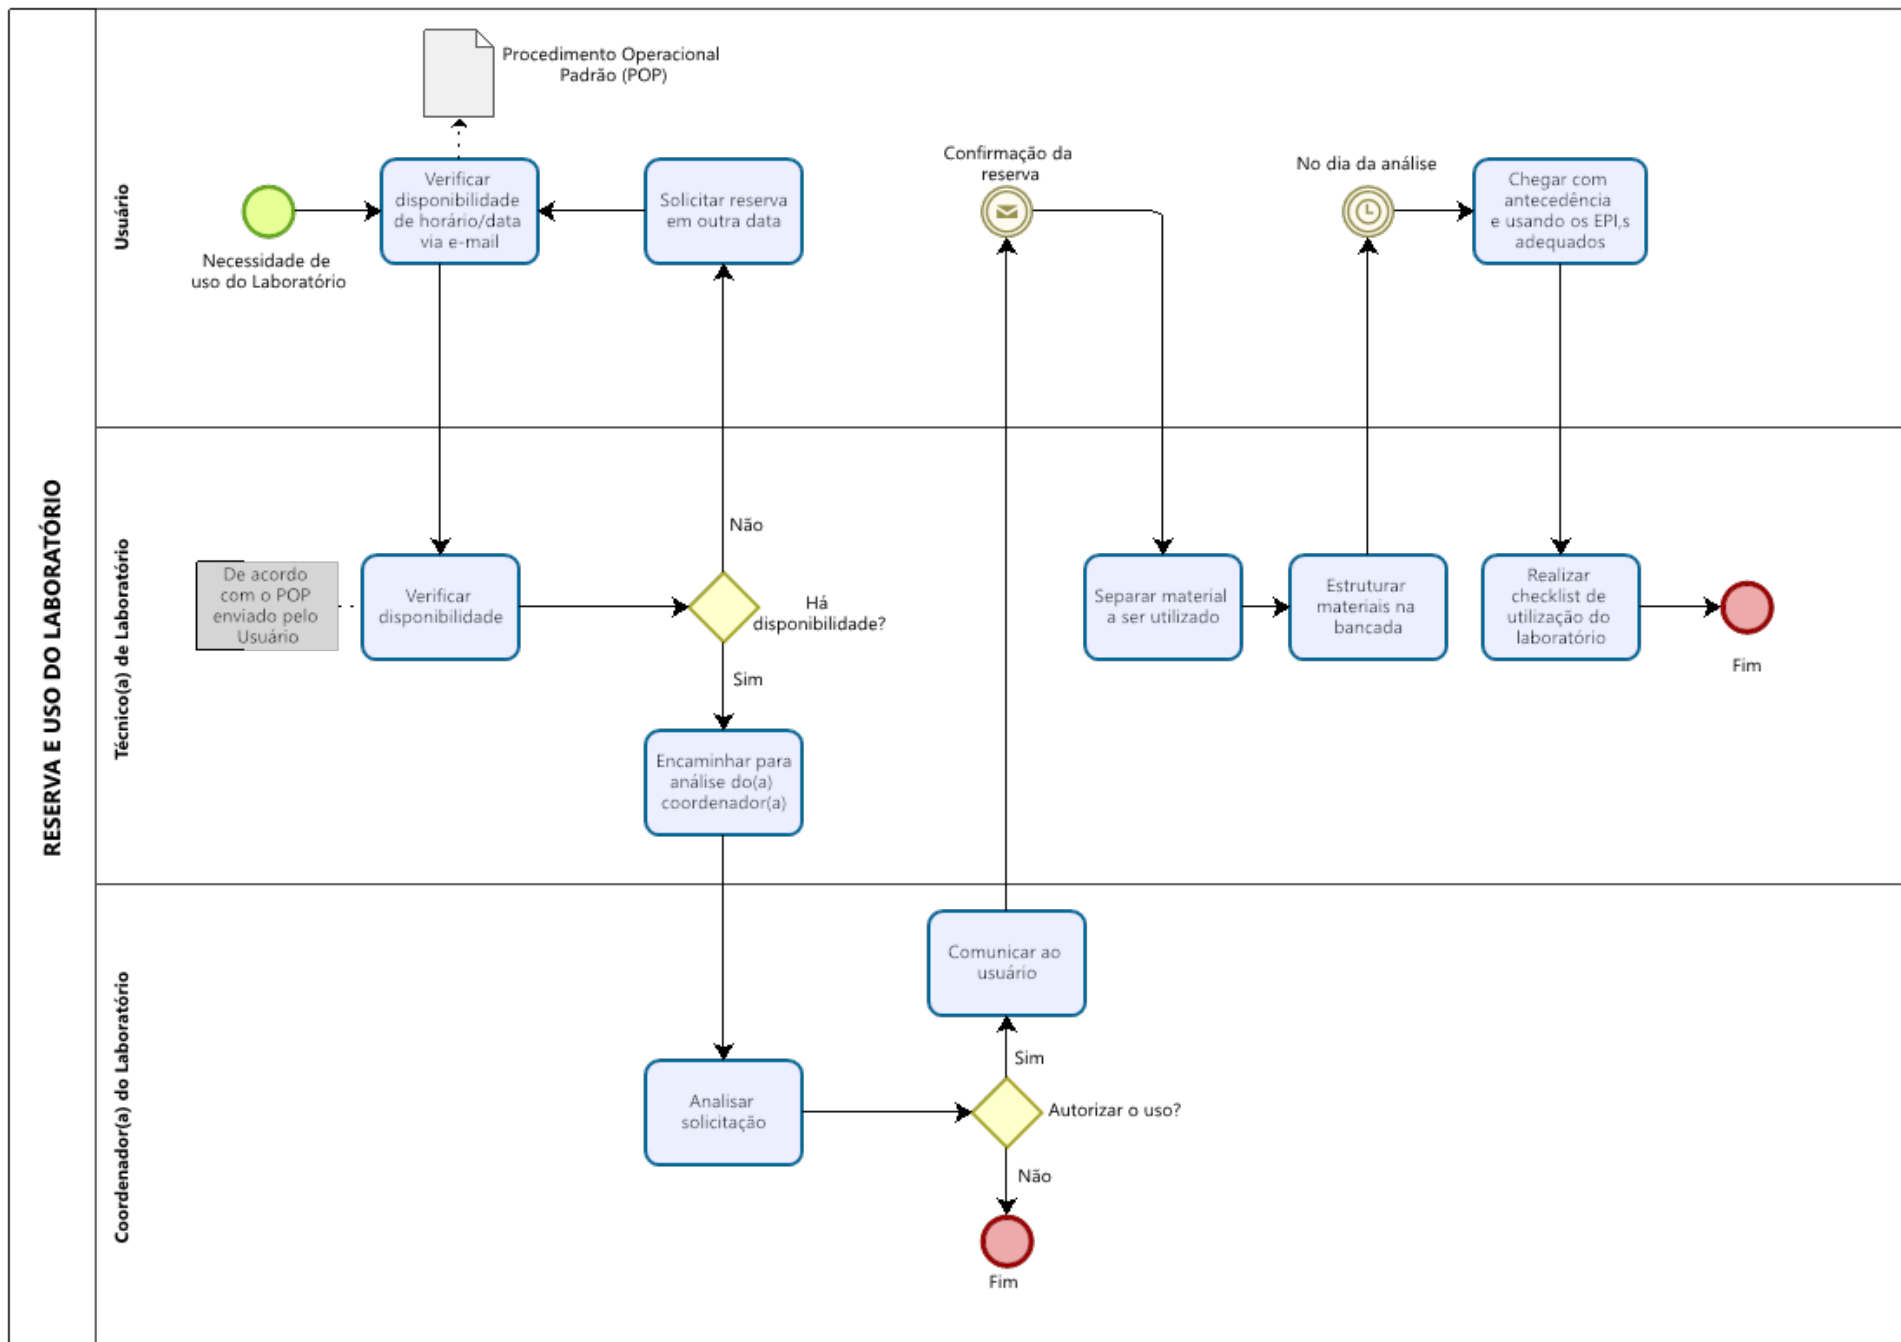 RESERVA E USO DO LABORATÓRIO
Usuário
Procedimento Operacional
Padrão (POP)
Necessidade de
uso do Laboratório
Verificar
disponibilidade
de horário/data
via e-mail
Solicitar reserva
em outra data
Confirmação da
reserva
No dia da análise
Chegar com
antecedência
e usando os EPI,s
adequados
Técnico(a) de Laboratório
De acordo
com o POP
enviado pelo
Usuário
Verificar
disponibilidade
Não
Há
disponibilidade?
Sim
Encaminhar para
análise do(a)
coordenador(a)
Separar material
a ser utilizado
Estruturar
materiais na
bancada
Realizar
checklist de
utilização do
laboratório
Fim
Coordenador(a) do Laboratório
Comunicar ao
usuário
Sim
Analisar
solicitação
Autorizar o uso?
Não
Fim